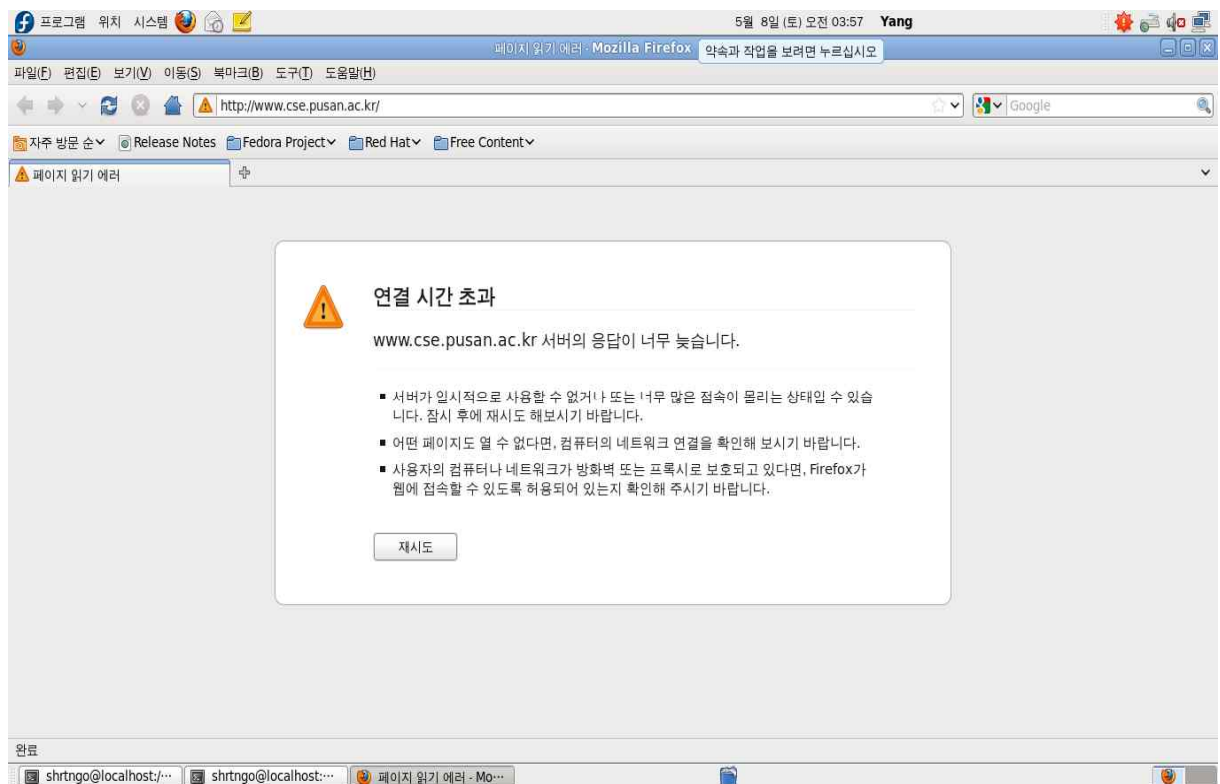 프로그램 위치 시스템 5월 8일 (토) 오전 03:57 Yang
페이지 읽기 에러 - Mozilla Firefox
약속과 작업을 보려면 누르십시오
파일(F) 편집(E) 보기(V) 이동(S) 북마크(B) 도구(T) 도움말(H)
http://www.cse.pusan.ac.kr/ Google
자주 방문 순 Release Notes Fedora Project Red Hat Free Content
페이지 읽기 에러
연결 시간 초과
www.cse.pusan.ac.kr 서버의 응답이 너무 늦습니다.
서버가 일시적으로 사용할 수 없거나 또는 너무 많은 접속이 몰리는 상태일 수 있습
니다. 잠시 후에 재시도 해보시기 바랍니다.
어떤 페이지도 열 수 없다면, 컴퓨터의 네트워크 연결을 확인해 보시기 바랍니다.
사용자의 컴퓨터나 네트워크가 방화벽 또는 프록시로 보호되고 있다면, Firefox가
웹에 접속할 수 있도록 허용되어 있는지 확인해 주시기 바랍니다.
재시도
완료
shrtngo@localhost:/… shrtngo@localhost:… 페이지 읽기 에러 - Mo…